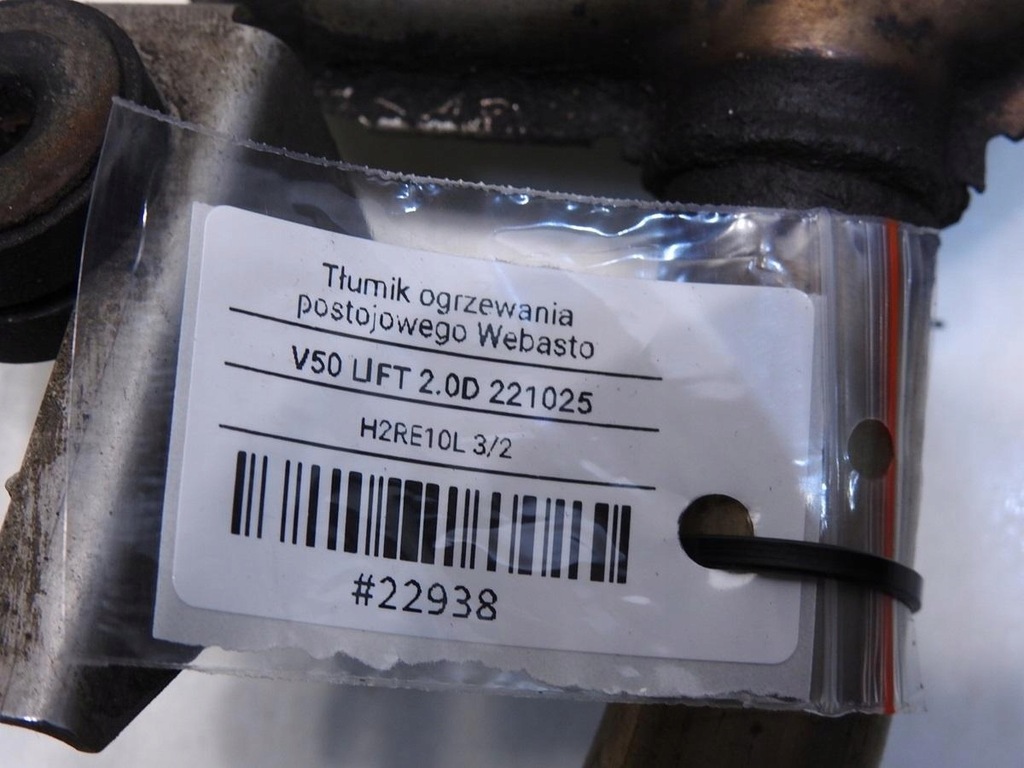 Tłumik ogrzewania
postojowego Webasto
V50 LIFT 2.0D 221025
H2RE10L 3/2
#22938